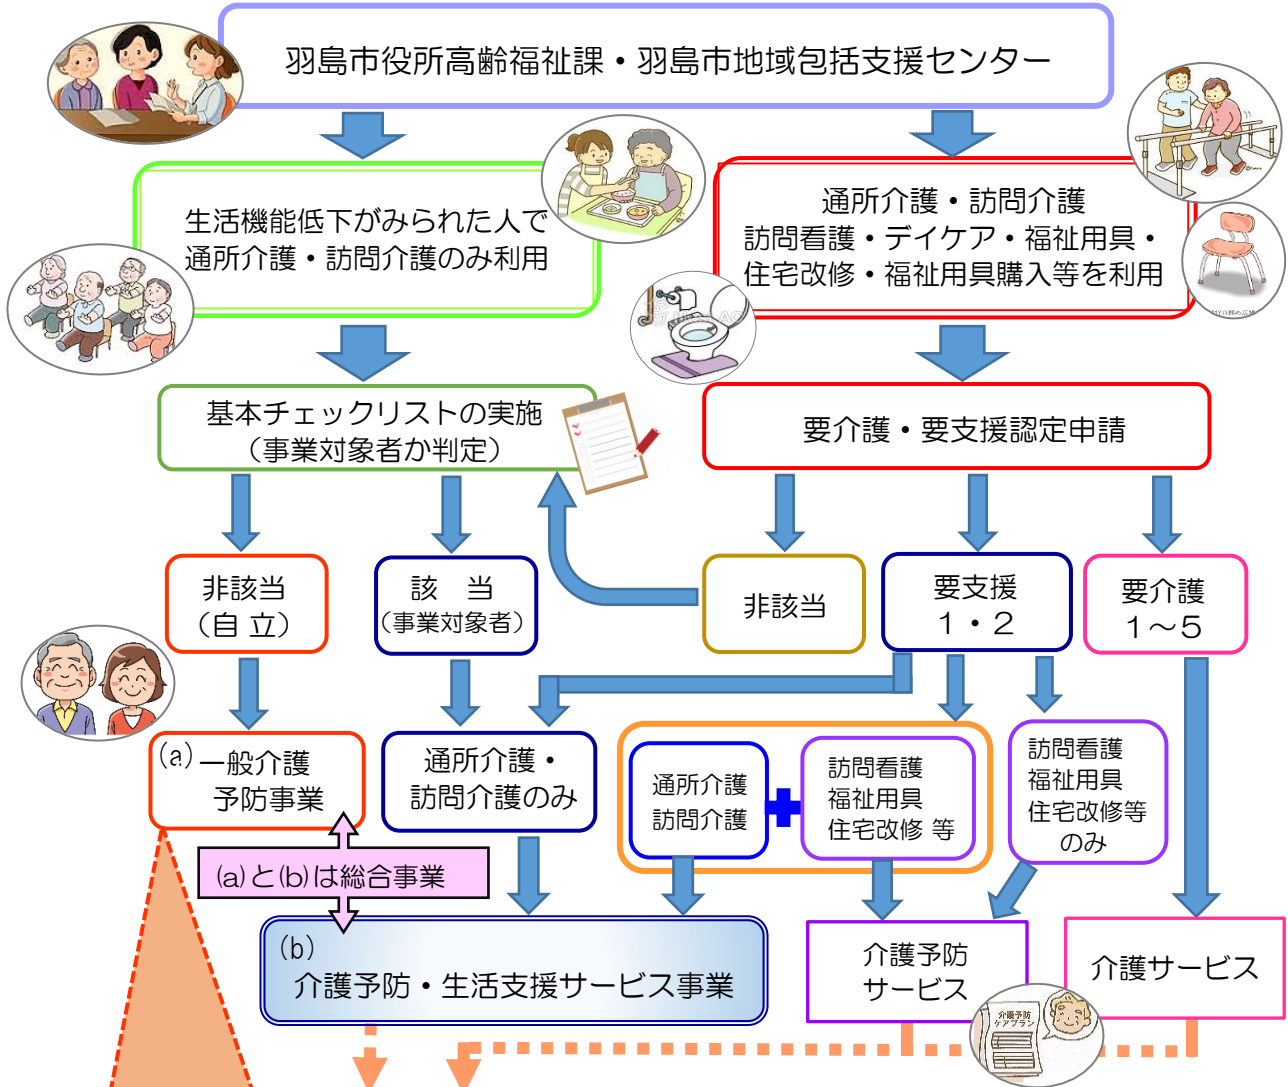 羽島市役所高齢福祉課・羽島市地域包括支援センター
生活機能低下がみられた人で
通所介護・訪問介護のみ利用
通所介護・訪問介護
訪問看護・デイケア・福祉用具・
住宅改修・福祉用具購入等を利用
基本チェックリストの実施
(事業対象者か判定)
要介護・要支援認定申請
非該当
(自 立)
該 当
(事業対象者)
非該当
要支援
1・2
要介護
1～5
(a)
一般介護
予防事業
通所介護・
訪問介護のみ
通所介護
訪問介護
訪問看護
福祉用具
住宅改修 等
訪問看護
福祉用具
住宅改修等
のみ
(a)と(b)は総合事業
(b)
介護予防・生活支援サービス事業
介護予防
サービス
介護サービス
介護予防
ケアプラン